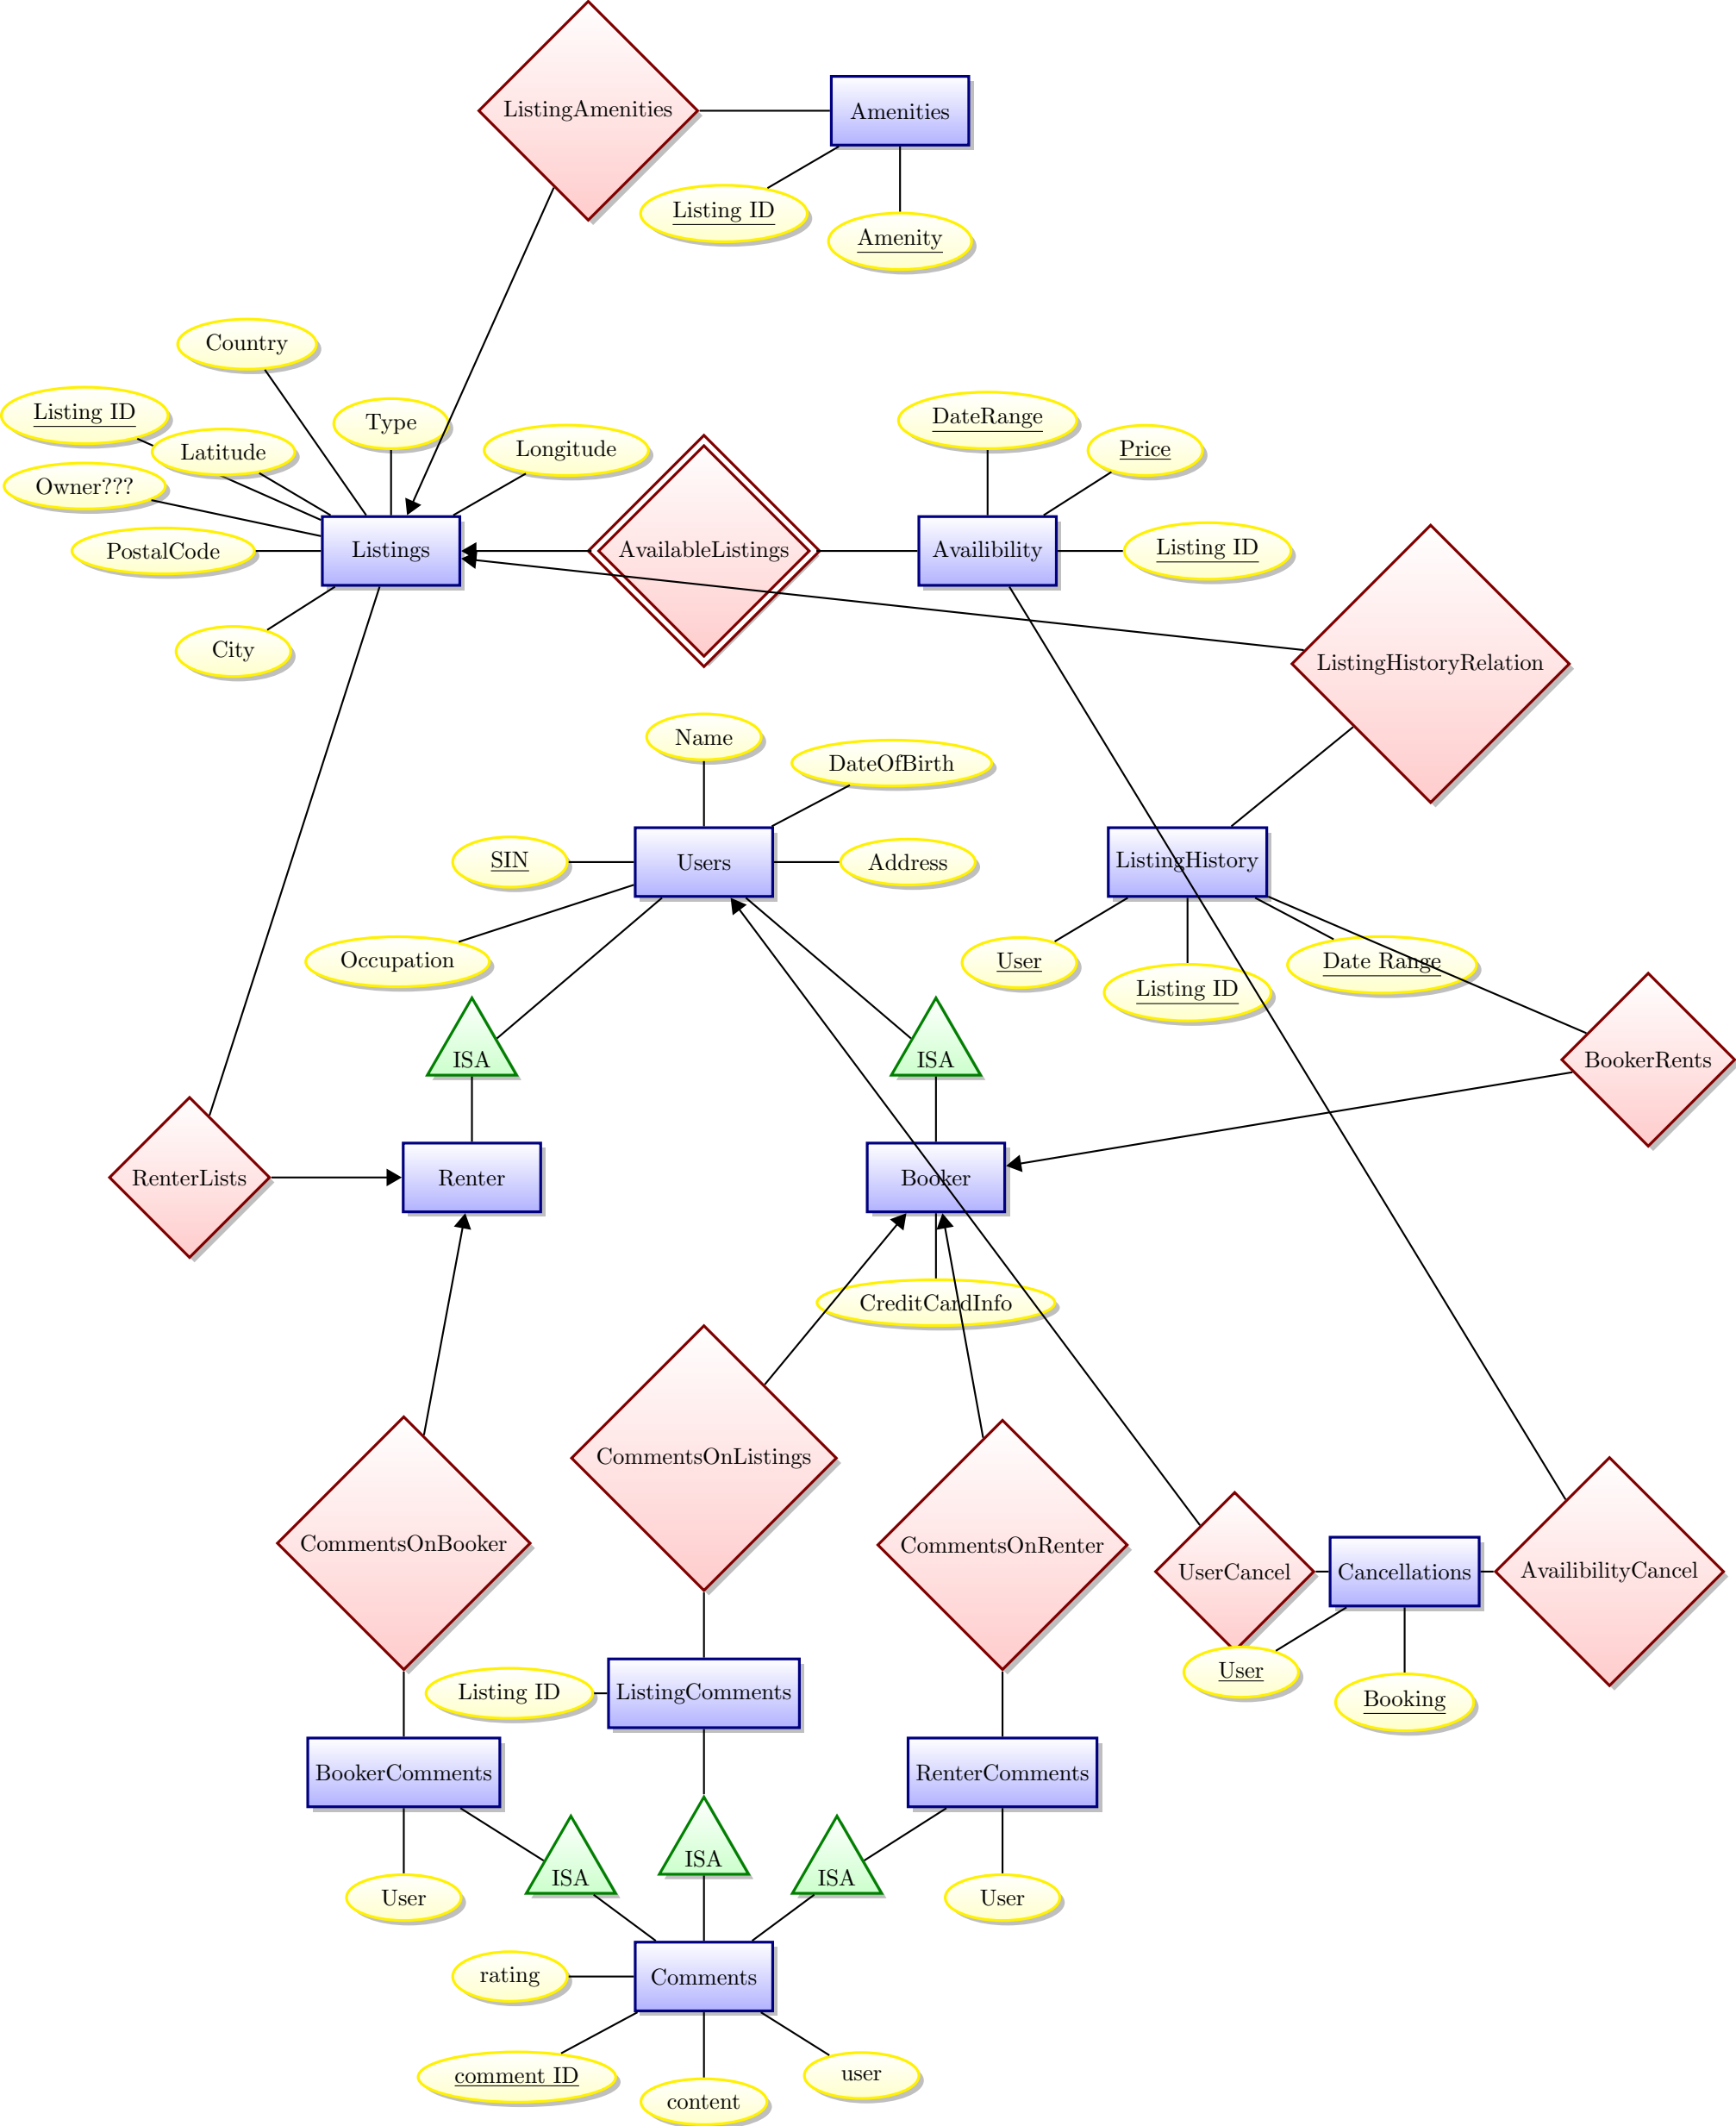 ListingAmenities
Amenities
Listing ID
Amenity
Country
Listing ID
Latitude
Type
Longitude
DateRange
Price
Owner???
PostalCode
Listings
AvailableListings
Availibility
Listing ID
City
ListingHistoryRelation
Name
DateOfBirth
SIN
Users
Address
ListingHistory
Occupation
User
Listing ID
Date Range
ISA
ISA
BookerRents
RenterLists
Renter
Booker
CreditCardInfo
CommentsOnListings
CommentsOnBooker
CommentsOnRenter
UserCancel
Cancellations
AvailibilityCancel
User
Booking
Listing ID
ListingComments
BookerComments
RenterComments
User
ISA
ISA
ISA
User
rating
Comments
comment ID
content
user